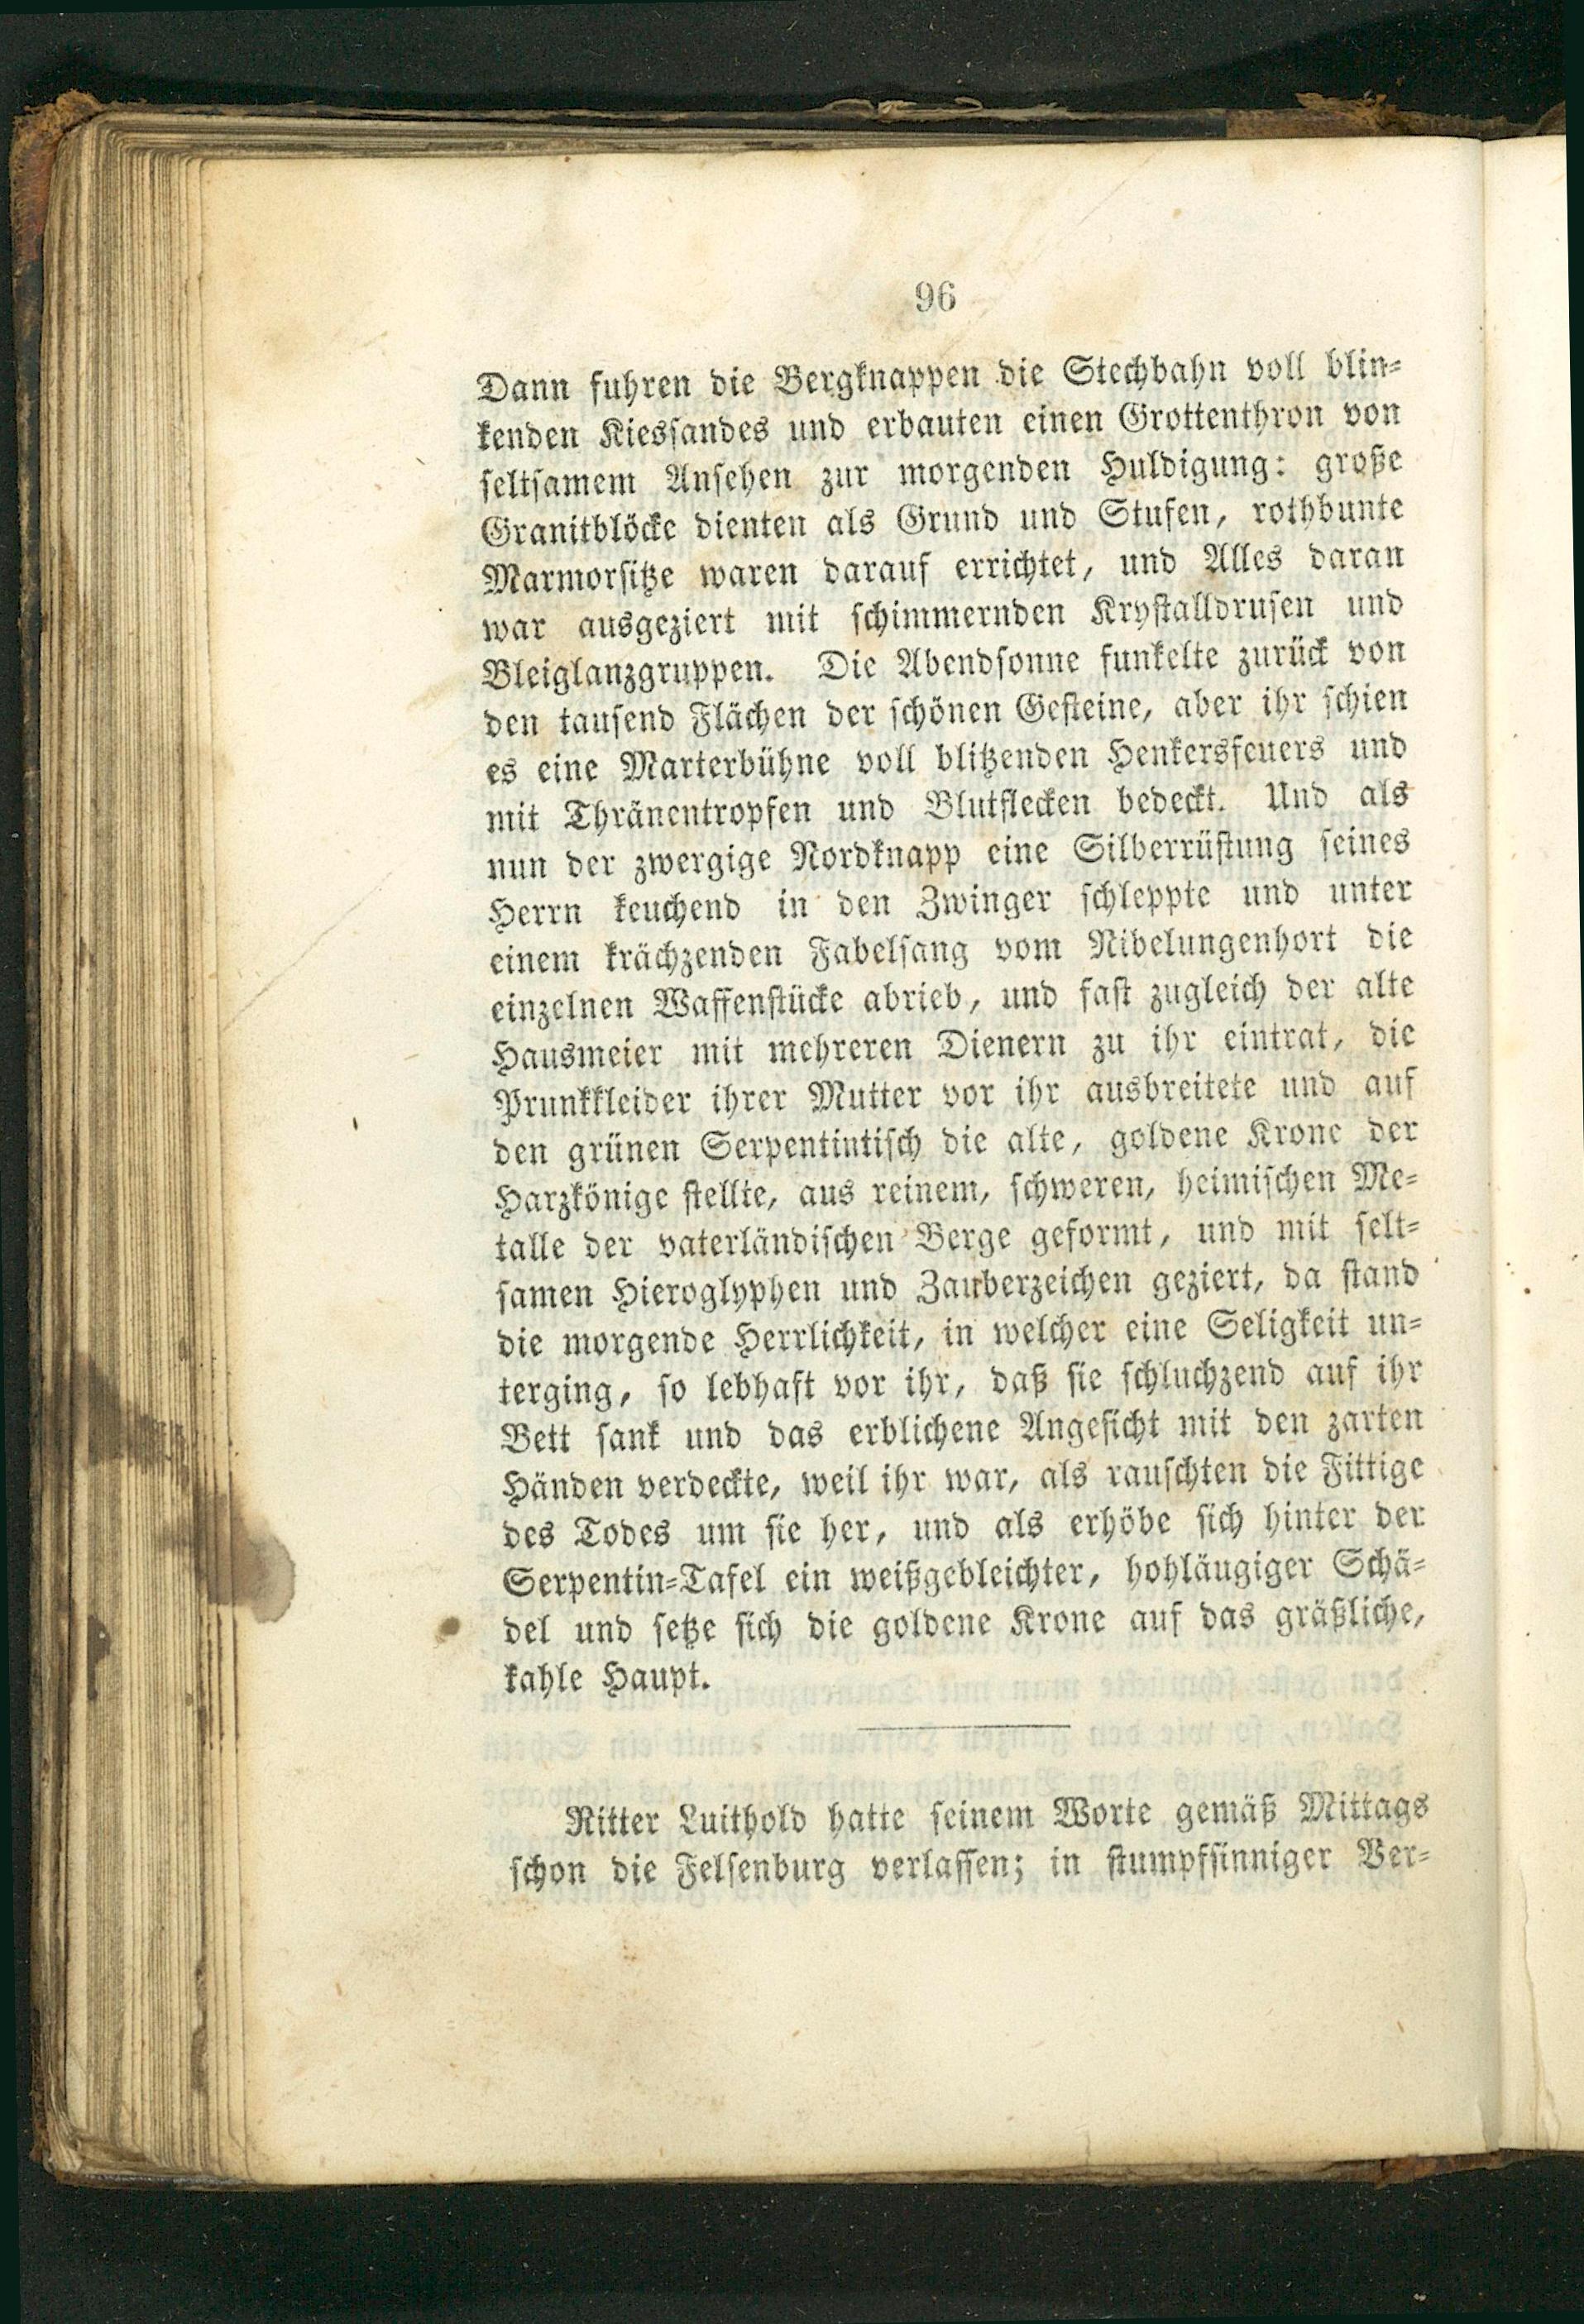 96
Dann fuhren die Bergknappen die Stechbahn voll blin-
kenden Kiessandes und erbauten einen Grottenthron von
seltsamem Ansehen zur morgenden Huldigung: große
Granitblöcke dienten als Grund und Stufen, rothbunte
Marmorsitze waren darauf errichtet, und Alles daran
war ausgeziert mit schimmernden Krystalldrusen und
Bleiglanzgruppen. Die Abendsonne funkelte zurück von
den tausend Flächen der schönen Gesteine, aber ihr schien
es eine Marterbühne voll blitzenden Henkersfeuers und
mit Thränentropfen und Blutflecken bedeckt. Und als
nun der zwergige Nordknapp eine Silberrüstung seines
Herrn keuchend in den Zwinger schleppte und unter
einem krächzenden Fabelsang vom Nibelungenhort die
einzelnen Waffenstücke abrieb, und fast zugleich der alte
Hausmeier mit mehreren Dienern zu ihr eintrat, die
Prunkkleider ihrer Mutter vor ihr ausbreitete und auf
den grünen Serpentintisch die alte, goldene Krone der
Harzkönige stellte, aus reinem, schweren, heimischen Me-
talle der vaterländischen Berge geformt, und mit selt-
samen Hieroglyphen und Zauberzeichen geziert, da stand
die morgende Herrlichkeit, in welcher eine Seligkeit un-
terging, so lebhaft vor ihr, daß sie schluchzend auf ihr
Bett sank und das erblichene Angesicht mit den zarten
Händen verdeckte, weil ihr war, als rauschten die Fittige
des Todes um sie her, und als erhöbe sich hinter der
Serpentin-Tafel ein weißgebleichter, hohläugiger Schä-
del und setze sich die goldene Krone auf das gräßliche,
kahle Haupt.
Ritter Luithold hatte seinem Worte gemäß Mittags
schon die Felsenburg verlassen; in stumpfsinniger Ver-